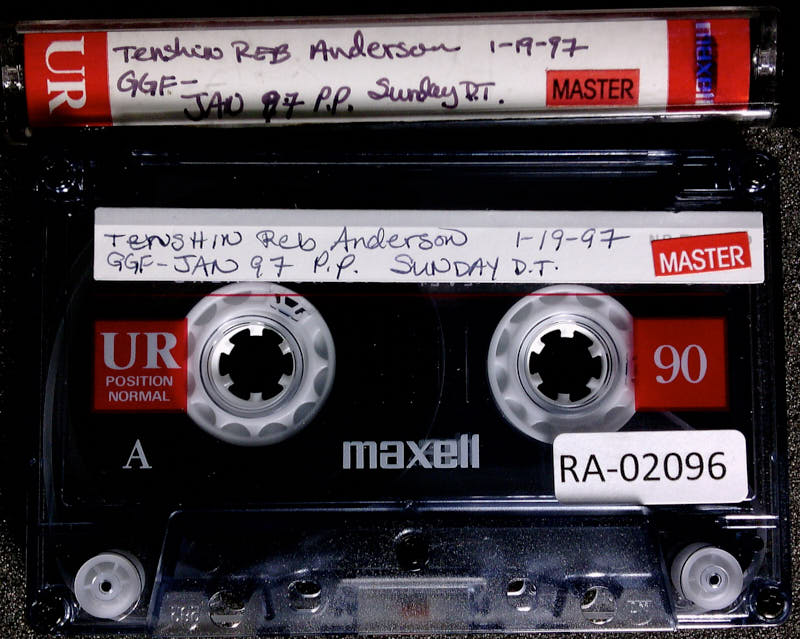 UR
Tenshin REB Anderson 1-19-97
GGF-
JAN 97 P.P. Sunday D.T.
MASTER
maxell
TENSHIN Reb Anderson 1-19-97
GGF-JAN 97 P.P. SUNDAY D.T.
MASTER
UR
POSITION
NORMAL
90
A
maxell
RA-02096